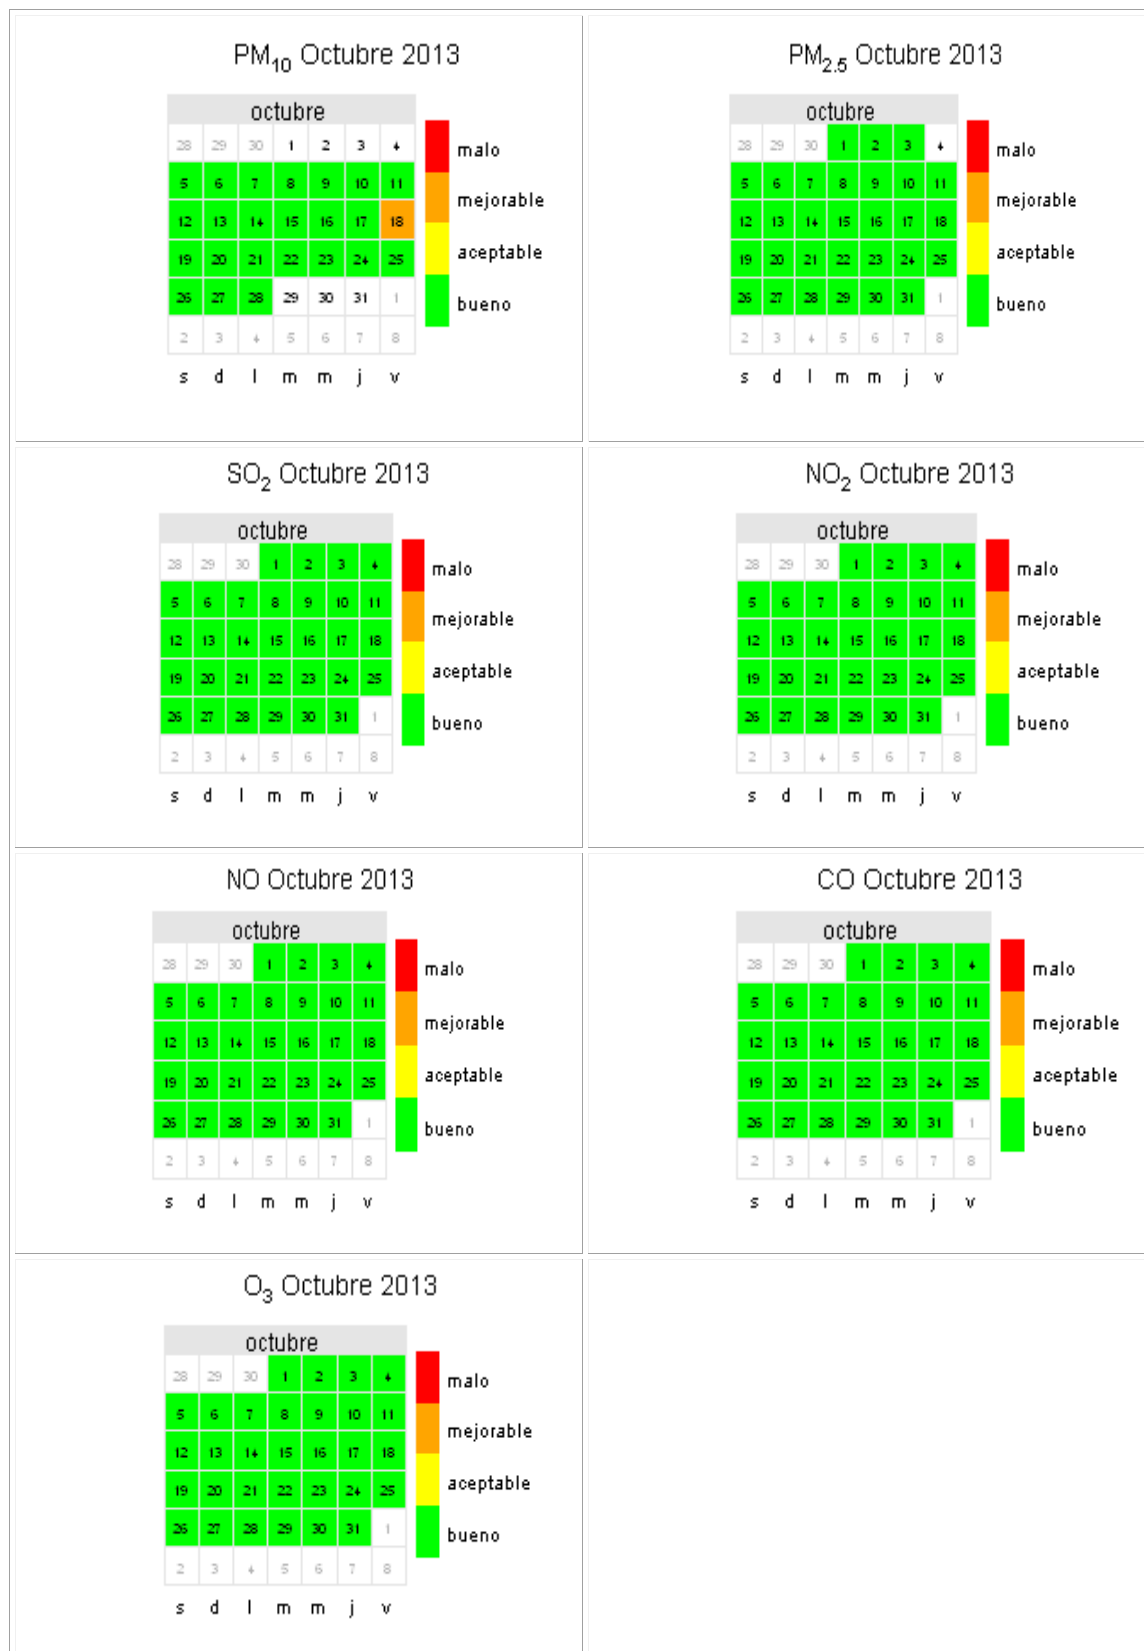 PM₁₀ Octubre 2013
octubre
28 29 30 1 2 3 4
5 6 7 8 9 10 11
12 13 14 15 16 17 18
19 20 21 22 23 24 25
26 27 28 29 30 31 1
2 3 4 5 6 7 8
s d l m m j v
malo
mejorable
aceptable
bueno
PM₂.₅ Octubre 2013
octubre
28 29 30 1 2 3 4
5 6 7 8 9 10 11
12 13 14 15 16 17 18
19 20 21 22 23 24 25
26 27 28 29 30 31 1
2 3 4 5 6 7 8
s d l m m j v
malo
mejorable
aceptable
bueno
SO₂ Octubre 2013
octubre
28 29 30 1 2 3 4
5 6 7 8 9 10 11
12 13 14 15 16 17 18
19 20 21 22 23 24 25
26 27 28 29 30 31 1
2 3 4 5 6 7 8
s d l m m j v
malo
mejorable
aceptable
bueno
NO₂ Octubre 2013
octubre
28 29 30 1 2 3 4
5 6 7 8 9 10 11
12 13 14 15 16 17 18
19 20 21 22 23 24 25
26 27 28 29 30 31 1
2 3 4 5 6 7 8
s d l m m j v
malo
mejorable
aceptable
bueno
NO Octubre 2013
octubre
28 29 30 1 2 3 4
5 6 7 8 9 10 11
12 13 14 15 16 17 18
19 20 21 22 23 24 25
26 27 28 29 30 31 1
2 3 4 5 6 7 8
s d l m m j v
malo
mejorable
aceptable
bueno
CO Octubre 2013
octubre
28 29 30 1 2 3 4
5 6 7 8 9 10 11
12 13 14 15 16 17 18
19 20 21 22 23 24 25
26 27 28 29 30 31 1
2 3 4 5 6 7 8
s d l m m j v
malo
mejorable
aceptable
bueno
O₃ Octubre 2013
octubre
28 29 30 1 2 3 4
5 6 7 8 9 10 11
12 13 14 15 16 17 18
19 20 21 22 23 24 25
26 27 28 29 30 31 1
2 3 4 5 6 7 8
s d l m m j v
malo
mejorable
aceptable
bueno